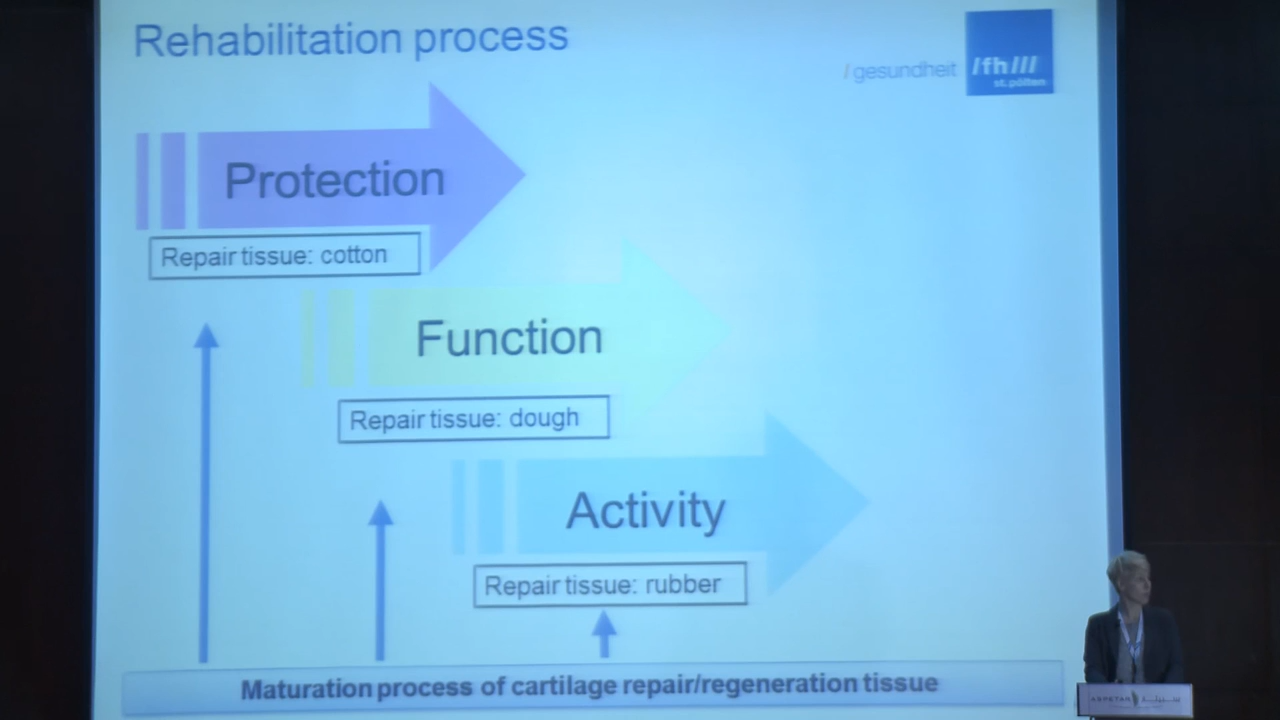 Rehabilitation process
/ gesundheit
/fh///
st.pölten
Protection
Repair tissue: cotton
Function
Repair tissue: dough
Activity
Repair tissue: rubber
Maturation process of cartilage repair/regeneration tissue
ASPETAR